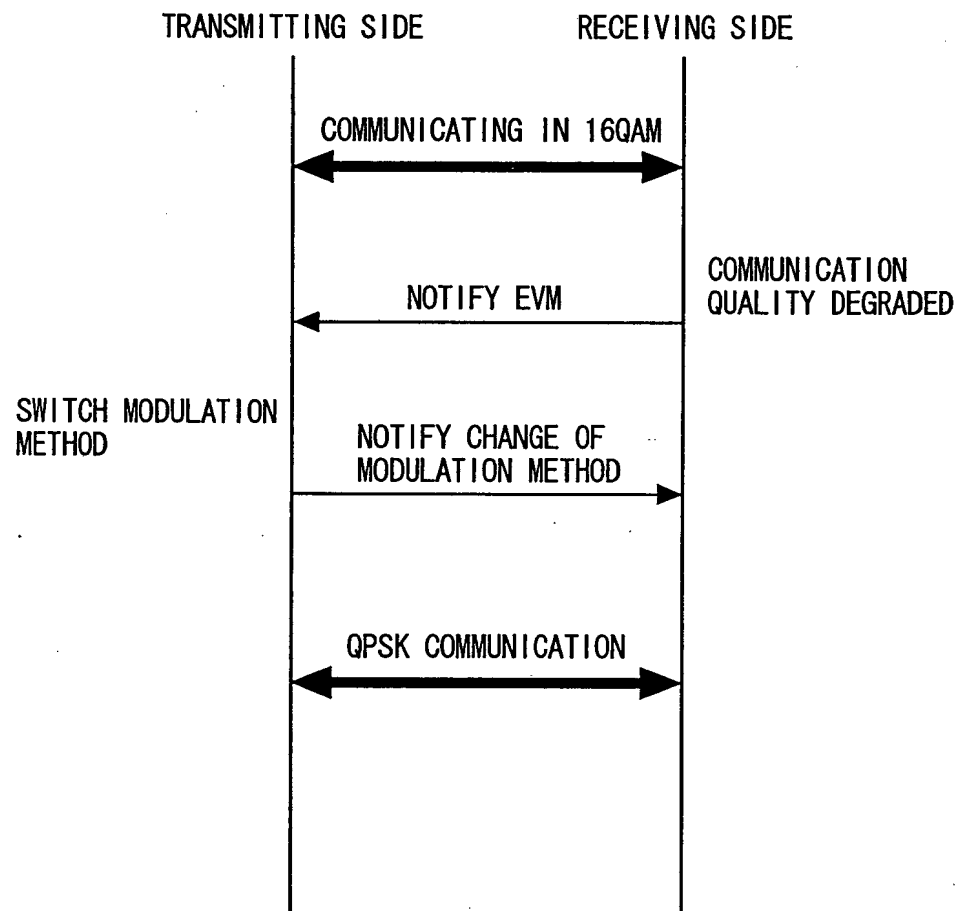 TRANSMITTING SIDE
RECEIVING SIDE
COMMUNICATING IN 16QAM
COMMUNICATION
QUALITY DEGRADED
NOTIFY EVM
SWITCH MODULATION
METHOD
NOTIFY CHANGE OF
MODULATION METHOD
QPSK COMMUNICATION